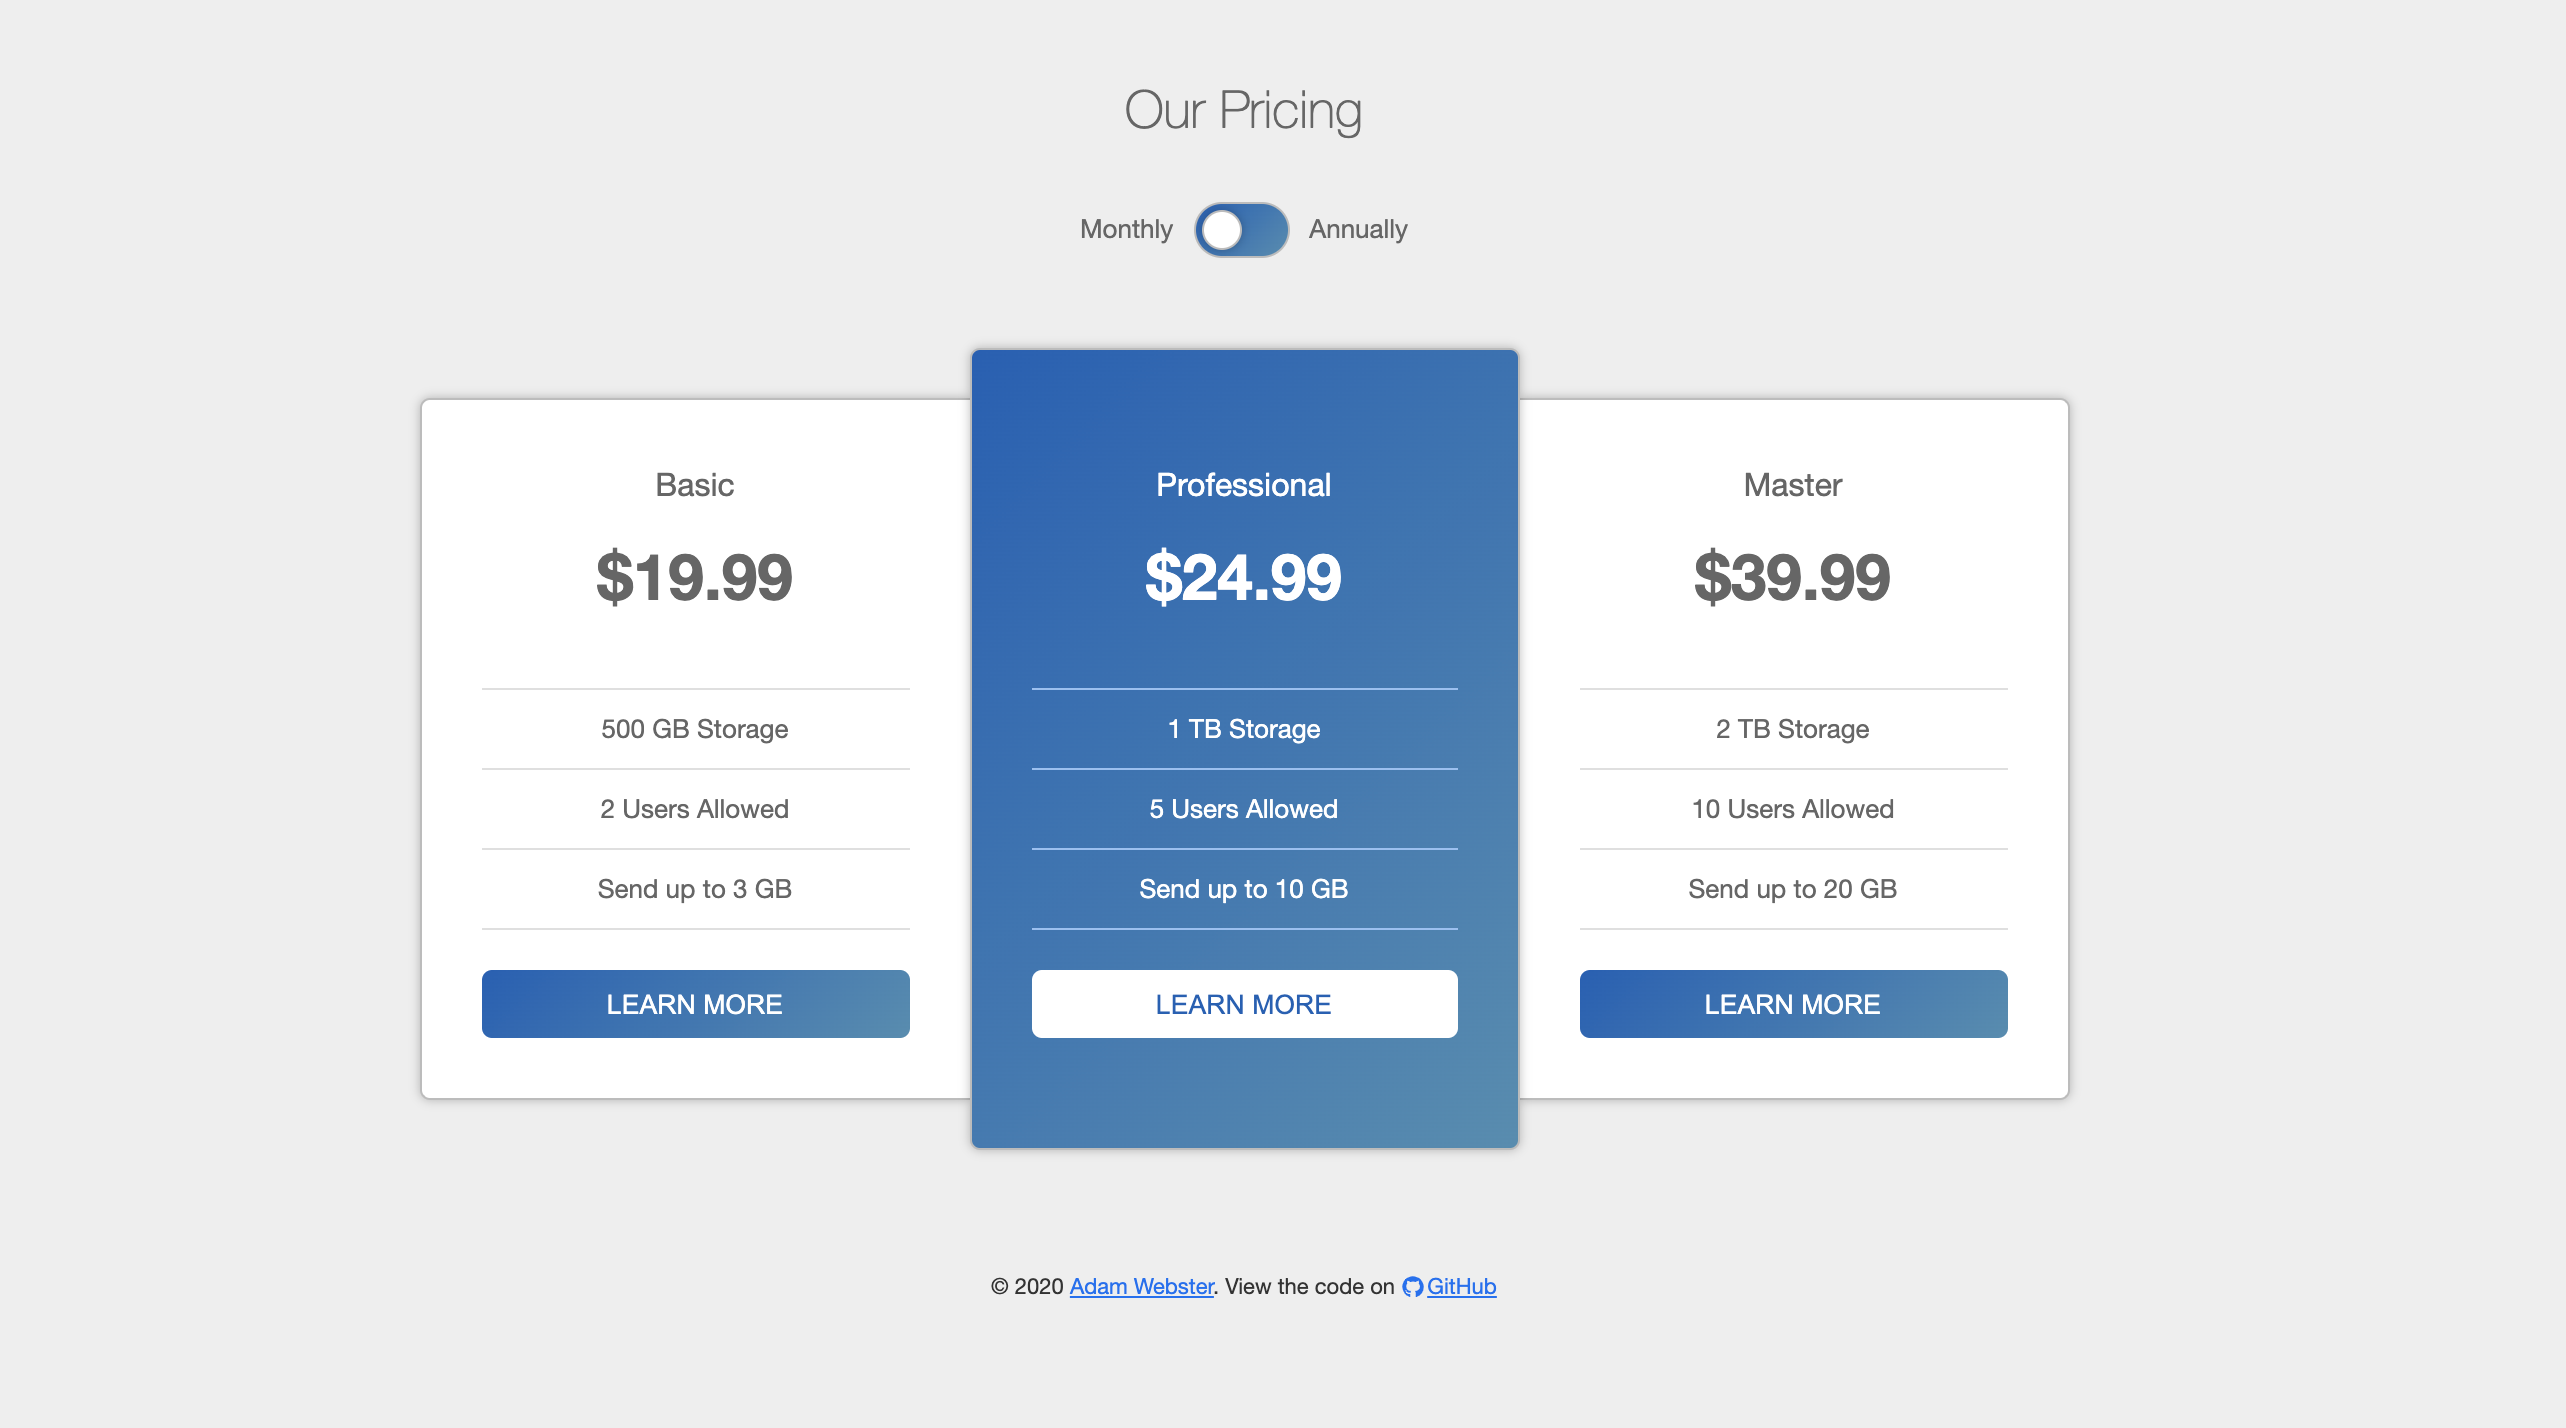 Our Pricing
Monthly Annually
Basic
$19.99
500 GB Storage
2 Users Allowed
Send up to 3 GB
LEARN MORE
Professional
$24.99
1 TB Storage
5 Users Allowed
Send up to 10 GB
LEARN MORE
Master
$39.99
2 TB Storage
10 Users Allowed
Send up to 20 GB
LEARN MORE
© 2020 Adam Webster. View the code on GitHub